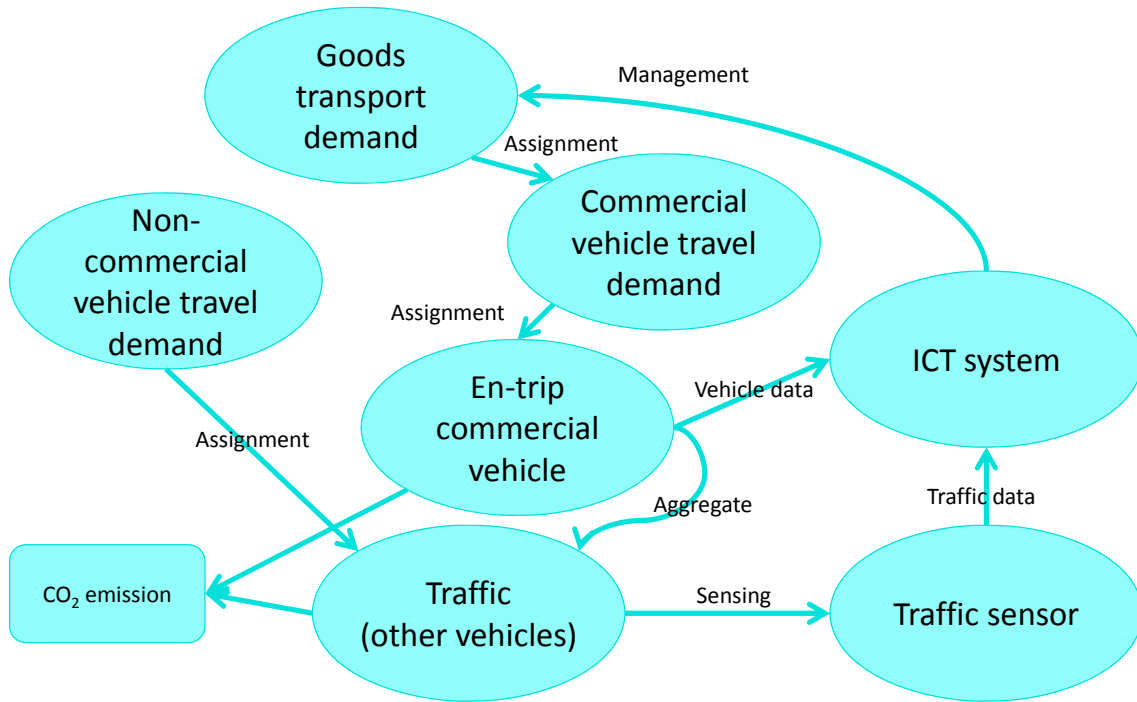 Goods
transport
demand
Management
Assignment
Commercial
vehicle travel
demand
Non-
commercial
vehicle travel
demand
Assignment
ICT system
En-trip
commercial
vehicle
Vehicle data
Assignment
Aggregate
Traffic data
CO₂ emission
Traffic
(other vehicles)
Sensing
Traffic sensor